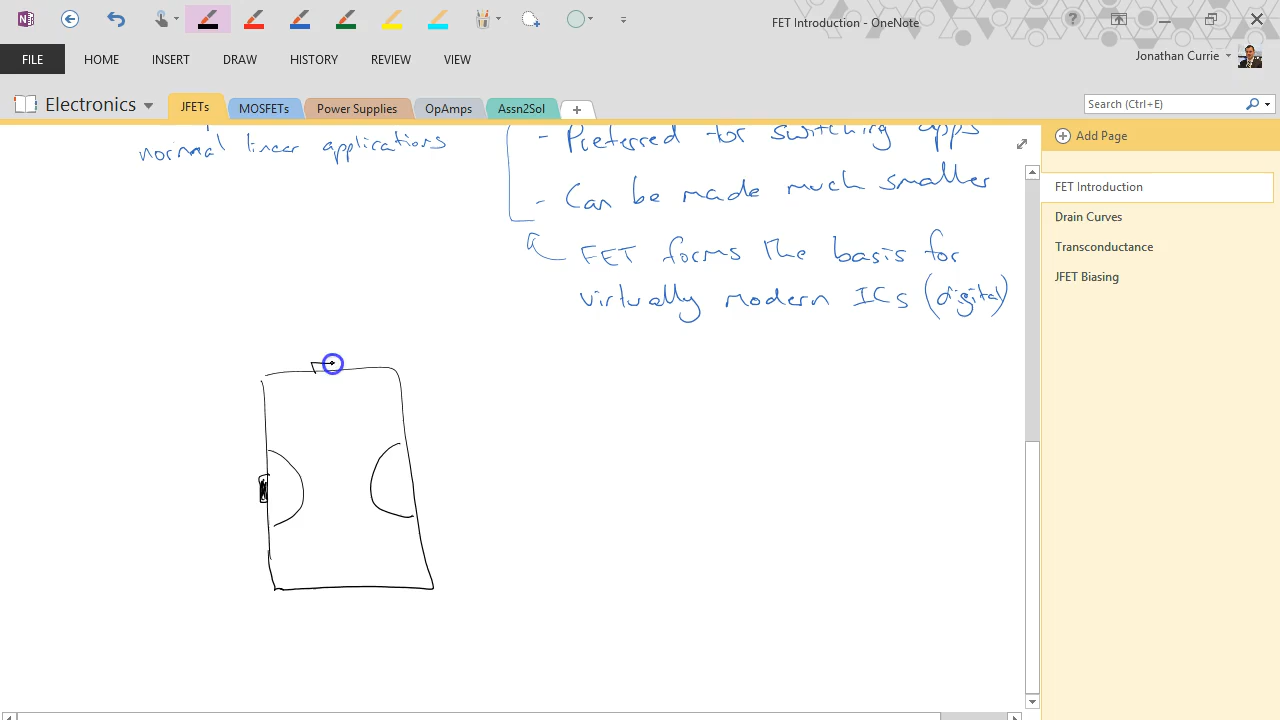 FET Introduction - OneNote
Jonathan Currie
FILE HOME INSERT DRAW HISTORY REVIEW VIEW
Electronics JFETs MOSFETs Power Supplies OpAmps Assn2Sol
Search (Ctrl+E)
Add Page
FET Introduction
Drain Curves
Transconductance
JFET Biasing
normal linear applications
- Preferred for switching apps
- Can be made much smaller
FET forms the basis for
virtually modern ICs (digital)